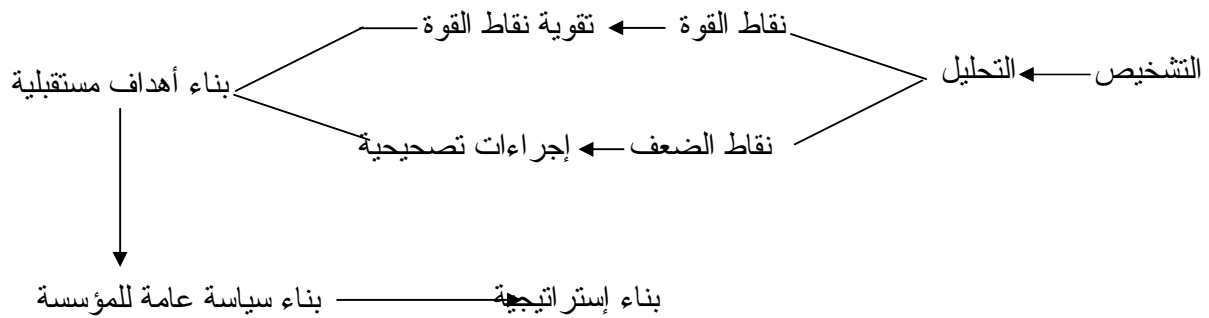 نقاط القوة
تقوية نقاط القوة
التشخيص
التحليل
بناء أهداف مستقبلية
نقاط الضعف
إجراءات تصحيحية
بناء سياسة عامة للمؤسسة
بناء إستراتيجية